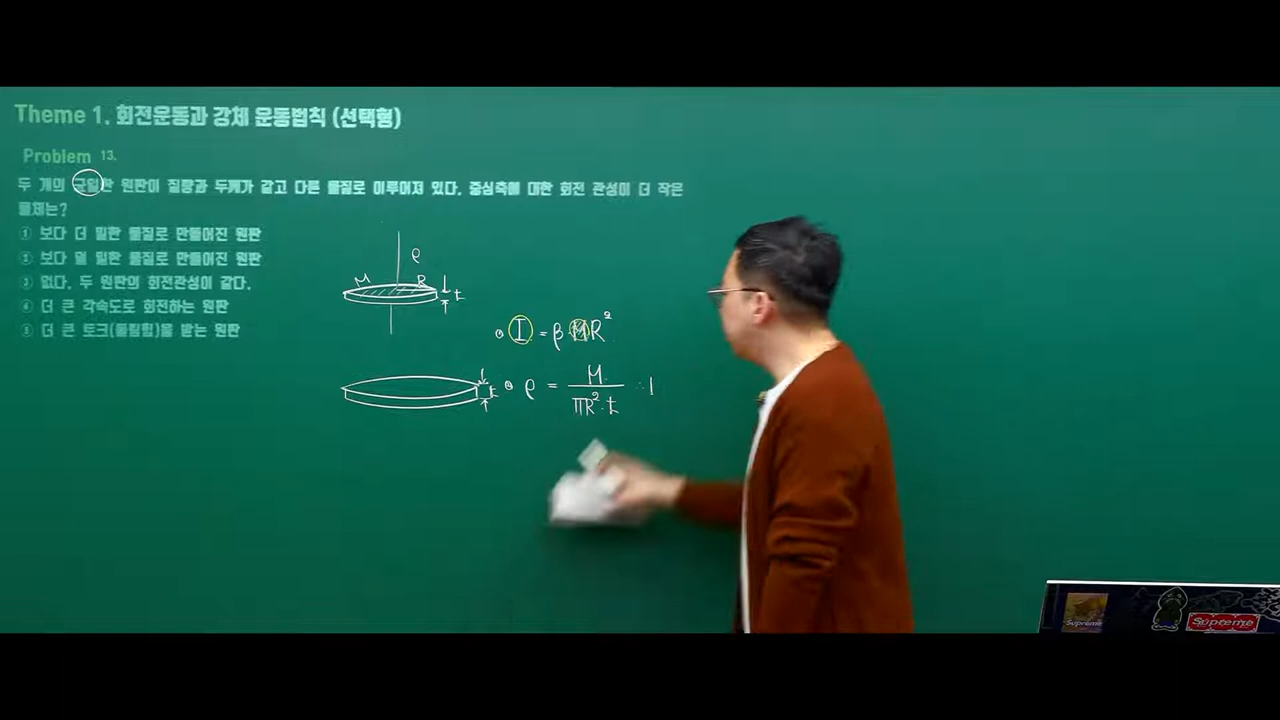 Theme 1. 회전운동과 강체 운동법칙 (선택형)
Problem 13.
두 개의 균일한 원판이 질량과 두께가 같고 다른 물질로 이루어져 있다. 중심축에 대한 회전 관성이 더 작은
물체는?
① 보다 더 밀한 물질로 만들어진 원판
② 보다 덜 밀한 물질로 만들어진 원판
③ 없다. 두 원판의 회전관성이 같다.
④ 더 큰 각속도로 회전하는 원판
⑤ 더 큰 토크(돌림힘)을 받는 원판
ρ
M R
t
I = β M R²
t
ρ = M / πR²·t
Supreme
Supreme